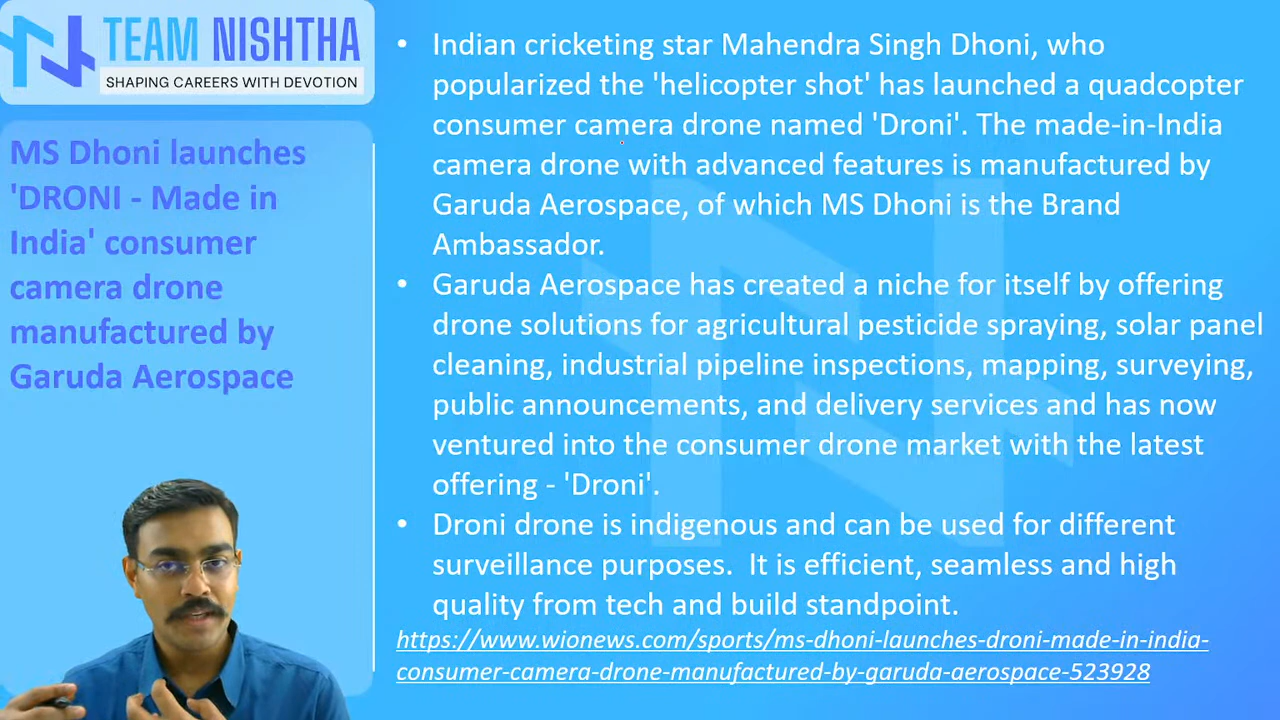 TEAM NISHTHA
SHAPING CAREERS WITH DEVOTION
MS Dhoni launches
'DRONI - Made in
India' consumer
camera drone
manufactured by
Garuda Aerospace
• Indian cricketing star Mahendra Singh Dhoni, who
popularized the 'helicopter shot' has launched a quadcopter
consumer camera drone named 'Droni'. The made-in-India
camera drone with advanced features is manufactured by
Garuda Aerospace, of which MS Dhoni is the Brand
Ambassador.
• Garuda Aerospace has created a niche for itself by offering
drone solutions for agricultural pesticide spraying, solar panel
cleaning, industrial pipeline inspections, mapping, surveying,
public announcements, and delivery services and has now
ventured into the consumer drone market with the latest
offering - 'Droni'.
• Droni drone is indigenous and can be used for different
surveillance purposes.  It is efficient, seamless and high
quality from tech and build standpoint.
https://www.wionews.com/sports/ms-dhoni-launches-droni-made-in-india-
consumer-camera-drone-manufactured-by-garuda-aerospace-523928